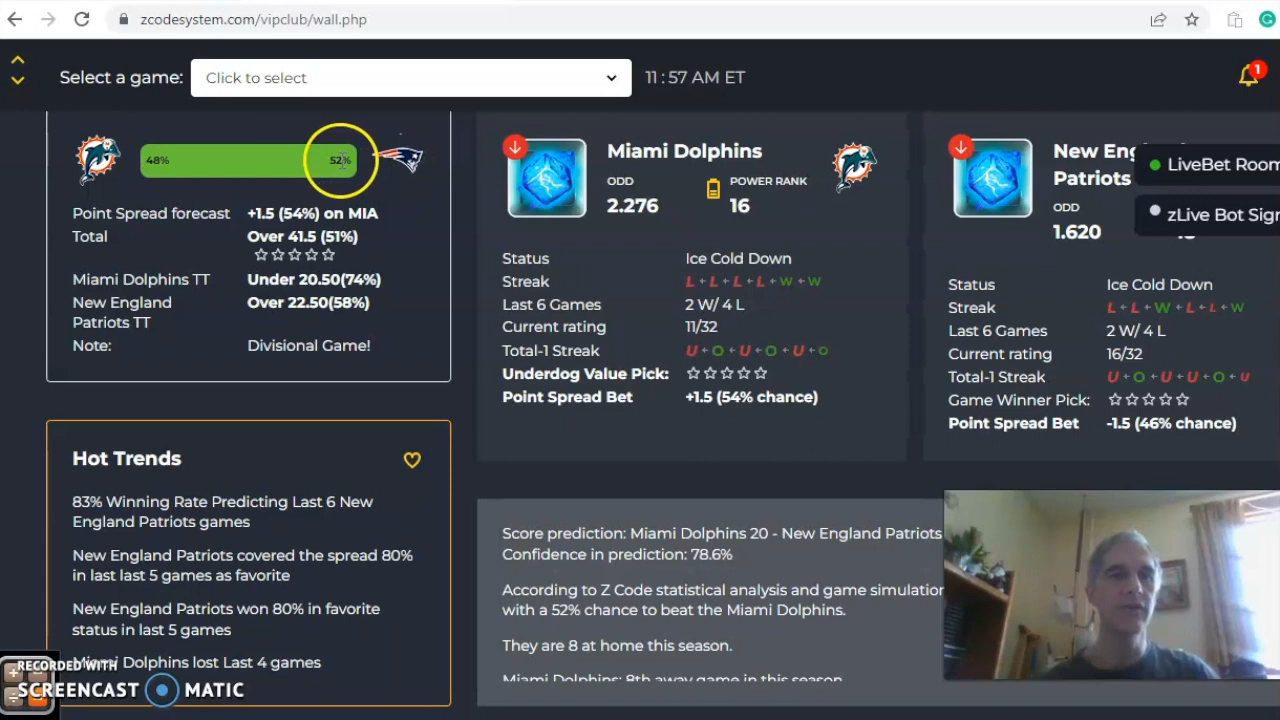 zcodesystem.com/vipclub/wall.php
Select a game: Click to select 11:57 AM ET
1
48% 52%
Point Spread forecast +1.5 (54%) on MIA
Total Over 41.5 (51%)
Miami Dolphins TT Under 20.50(74%)
New England Over 22.50(58%)
Patriots TT
Note: Divisional Game!
Hot Trends
83% Winning Rate Predicting Last 6 New
England Patriots games
New England Patriots covered the spread 80%
in last last 5 games as favorite
New England Patriots won 80% in favorite
status in last 5 games
Miami Dolphins lost Last 4 games
RECORDED WITH
SCREENCAST MATIC
Miami Dolphins
ODD POWER RANK
2.276 16
Status Ice Cold Down
Streak L L L L W W
Last 6 Games 2 W/ 4 L
Current rating 11/32
Total-1 Streak U O U O U O
Underdog Value Pick:
Point Spread Bet +1.5 (54% chance)
New Eng
Patriots
ODD
1.620
LiveBet Room
zLive Bot Sig
Status Ice Cold Down
Streak L L W L L W
Last 6 Games 2 W/ 4 L
Current rating 16/32
Total-1 Streak U O U U O U
Game Winner Pick:
Point Spread Bet -1.5 (46% chance)
Score prediction: Miami Dolphins 20 - New England Patriots
Confidence in prediction: 78.6%
According to Z Code statistical analysis and game simulation
with a 52% chance to beat the Miami Dolphins.
They are 8 at home this season.
Miami Dolphins: 8th away game in this season.